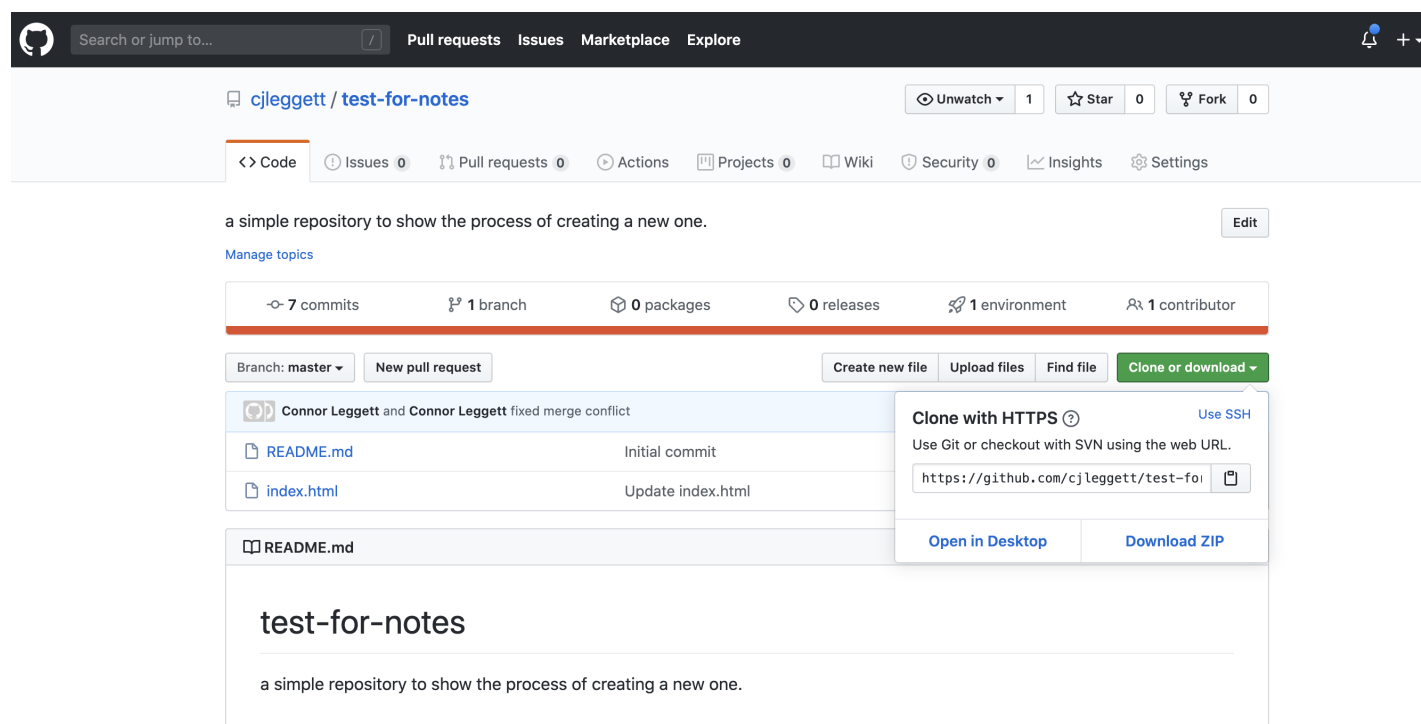 Search or jump to... / Pull requests Issues Marketplace Explore
cjleggett / test-for-notes Unwatch 1 Star 0 Fork 0
Code Issues 0 Pull requests 0 Actions Projects 0 Wiki Security 0 Insights Settings
a simple repository to show the process of creating a new one. Edit
Manage topics
7 commits 1 branch 0 packages 0 releases 1 environment 1 contributor
Branch: master New pull request Create new file Upload files Find file Clone or download
Connor Leggett and Connor Leggett fixed merge conflict
README.md Initial commit
index.html Update index.html
Clone with HTTPS ? Use SSH
Use Git or checkout with SVN using the web URL.
https://github.com/cjleggett/test-for
Open in Desktop Download ZIP
README.md
test-for-notes
a simple repository to show the process of creating a new one.